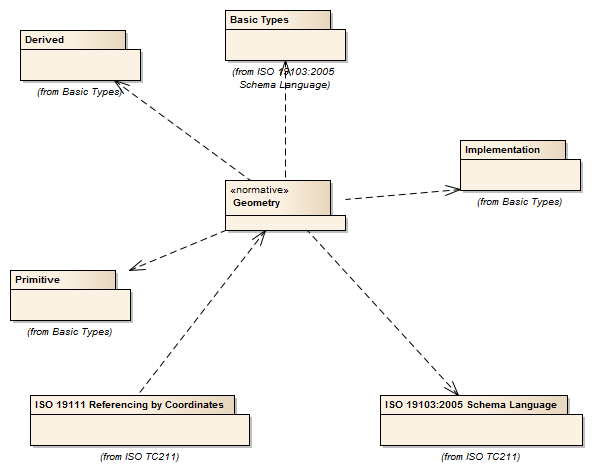 Basic Types
(from ISO 19103:2005
Schema Language)
Derived
(from Basic Types)
Implementation
(from Basic Types)
«normative»
Geometry
Primitive
(from Basic Types)
ISO 19111 Referencing by Coordinates
(from ISO TC211)
ISO 19103:2005 Schema Language
(from ISO TC211)